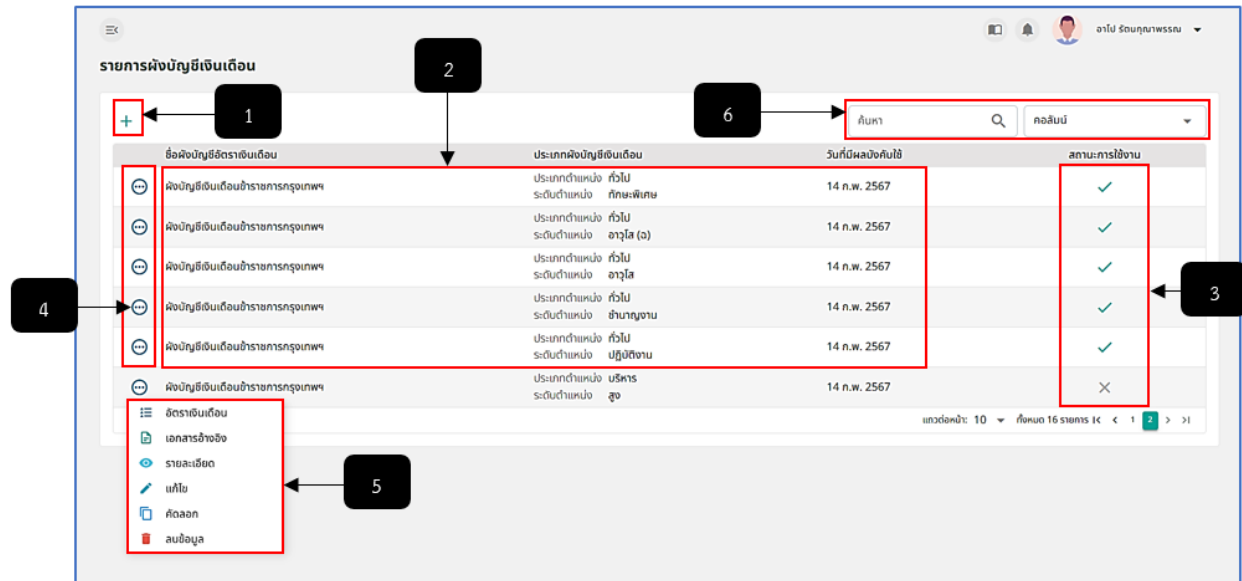 อาโป รัตนกุณาพรรณ
รายการผังบัญชีเงินเดือน
2
1
6
ค้นหา
คอลัมน์
ชื่อผังบัญชีอัตราเงินเดือน ประเภทผังบัญชีเงินเดือน วันที่มีผลบังคับใช้ สถานะการใช้งาน
ผังบัญชีเงินเดือนข้าราชการกรุงเทพฯ ประเภทตำแหน่ง ทั่วไป 14 ก.พ. 2567
ระดับตำแหน่ง ทักษะพิเศษ
ผังบัญชีเงินเดือนข้าราชการกรุงเทพฯ ประเภทตำแหน่ง ทั่วไป 14 ก.พ. 2567
ระดับตำแหน่ง อาวุโส (ฉ)
ผังบัญชีเงินเดือนข้าราชการกรุงเทพฯ ประเภทตำแหน่ง ทั่วไป 14 ก.พ. 2567
ระดับตำแหน่ง อาวุโส
4
3
ผังบัญชีเงินเดือนข้าราชการกรุงเทพฯ ประเภทตำแหน่ง ทั่วไป 14 ก.พ. 2567
ระดับตำแหน่ง ชำนาญงาน
ผังบัญชีเงินเดือนข้าราชการกรุงเทพฯ ประเภทตำแหน่ง ทั่วไป 14 ก.พ. 2567
ระดับตำแหน่ง ปฏิบัติงาน
ผังบัญชีเงินเดือนข้าราชการกรุงเทพฯ ประเภทตำแหน่ง บริหาร 14 ก.พ. 2567
ระดับตำแหน่ง สูง
แถวต่อหน้า: 10 ทั้งหมด 16 รายการ 1 2
อัตราเงินเดือน
เอกสารอ้างอิง
รายละเอียด
แก้ไข
คัดลอก
ลบข้อมูล
5